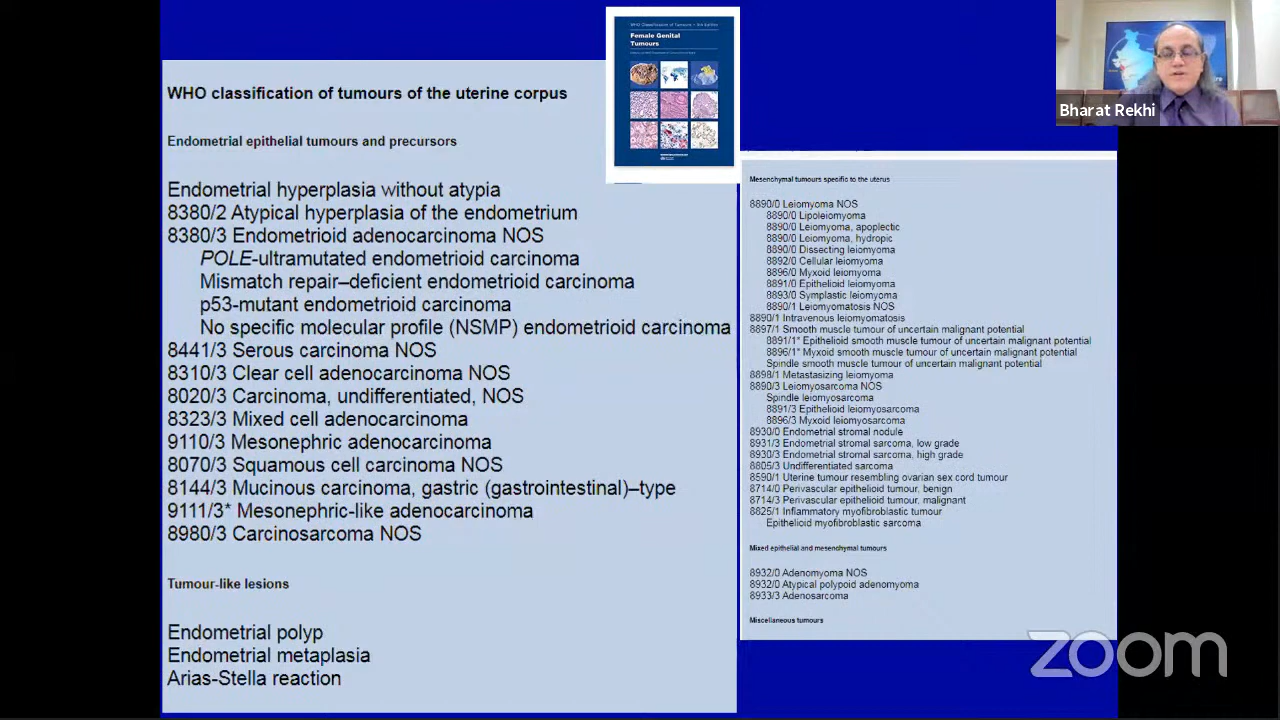 WHO Classification of Tumours • 5th Edition
Female Genital
Tumours
Bharat Rekhi
WHO classification of tumours of the uterine corpus
Endometrial epithelial tumours and precursors
Endometrial hyperplasia without atypia
8380/2 Atypical hyperplasia of the endometrium
8380/3 Endometrioid adenocarcinoma NOS
POLE-ultramutated endometrioid carcinoma
Mismatch repair–deficient endometrioid carcinoma
p53-mutant endometrioid carcinoma
No specific molecular profile (NSMP) endometrioid carcinoma
8441/3 Serous carcinoma NOS
8310/3 Clear cell adenocarcinoma NOS
8020/3 Carcinoma, undifferentiated, NOS
8323/3 Mixed cell adenocarcinoma
9110/3 Mesonephric adenocarcinoma
8070/3 Squamous cell carcinoma NOS
8144/3 Mucinous carcinoma, gastric (gastrointestinal)–type
9111/3* Mesonephric-like adenocarcinoma
8980/3 Carcinosarcoma NOS
Tumour-like lesions
Endometrial polyp
Endometrial metaplasia
Arias-Stella reaction
Mesenchymal tumours specific to the uterus
8890/0 Leiomyoma NOS
8890/0 Lipoleiomyoma
8890/0 Leiomyoma, apoplectic
8890/0 Leiomyoma, hydropic
8890/0 Dissecting leiomyoma
8892/0 Cellular leiomyoma
8896/0 Myxoid leiomyoma
8891/0 Epithelioid leiomyoma
8893/0 Symplastic leiomyoma
8890/1 Leiomyomatosis NOS
8890/1 Intravenous leiomyomatosis
8897/1 Smooth muscle tumour of uncertain malignant potential
8891/1* Epithelioid smooth muscle tumour of uncertain malignant potential
8896/1* Myxoid smooth muscle tumour of uncertain malignant potential
Spindle smooth muscle tumour of uncertain malignant potential
8898/1 Metastasizing leiomyoma
8890/3 Leiomyosarcoma NOS
Spindle leiomyosarcoma
8891/3 Epithelioid leiomyosarcoma
8896/3 Myxoid leiomyosarcoma
8930/0 Endometrial stromal nodule
8931/3 Endometrial stromal sarcoma, low grade
8930/3 Endometrial stromal sarcoma, high grade
8805/3 Undifferentiated sarcoma
8590/1 Uterine tumour resembling ovarian sex cord tumour
8714/0 Perivascular epithelioid tumour, benign
8714/3 Perivascular epithelioid tumour, malignant
8825/1 Inflammatory myofibroblastic tumour
Epithelioid myofibroblastic sarcoma
Mixed epithelial and mesenchymal tumours
8932/0 Adenomyoma NOS
8932/0 Atypical polypoid adenomyoma
8933/3 Adenosarcoma
Miscellaneous tumours
zoom